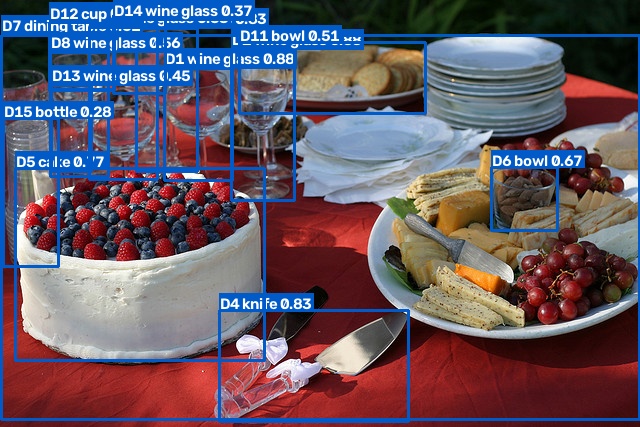 D14 wine glass 0.37
D12 cup
D7 dining
D11 bowl 0.51
D8 wine glass 0.56
D1 wine glass 0.88
D13 wine glass 0.45
D15 bottle 0.28
D5 cake 0.77
D6 bowl 0.67
D4 knife 0.83